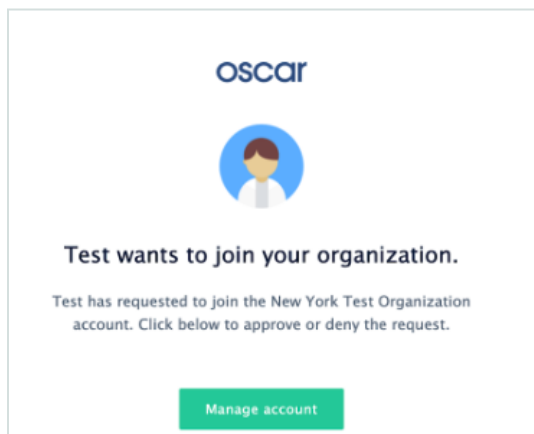 oscar
Test wants to join your organization.
Test has requested to join the New York Test Organization
account. Click below to approve or deny the request.
Manage account